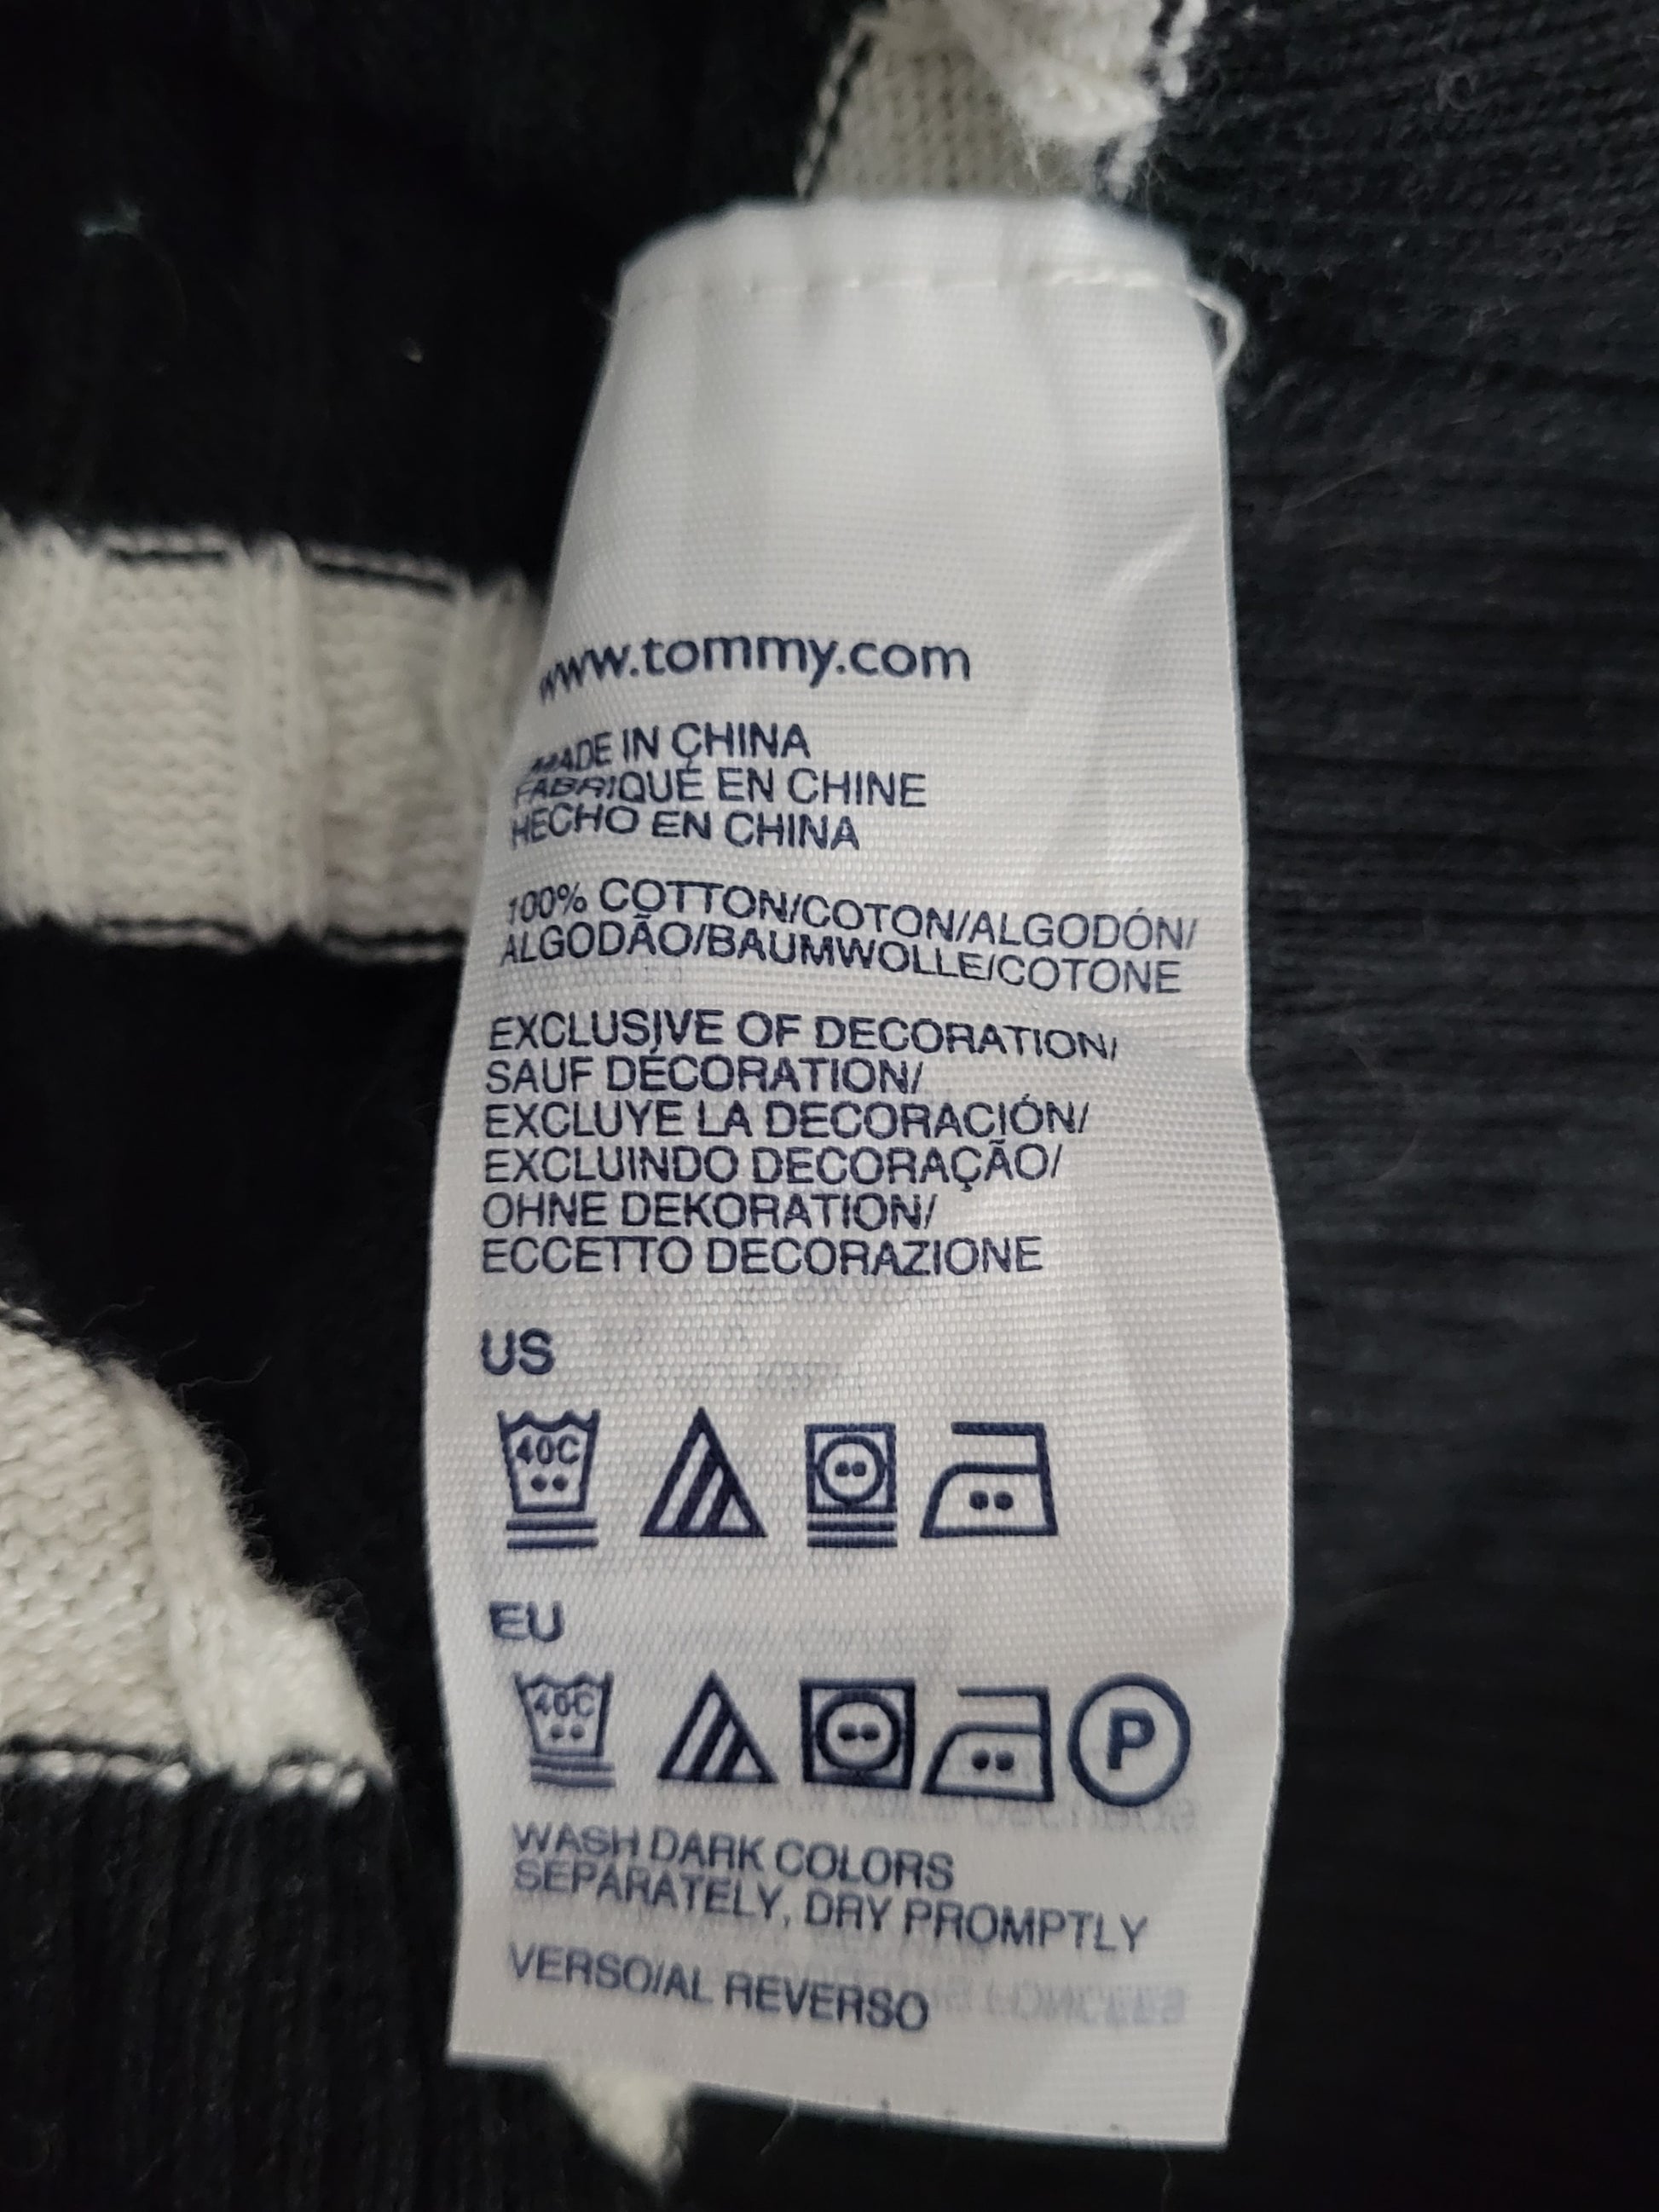 www.tommy.com
MADE IN CHINA
FABRIQUÉ EN CHINE
HECHO EN CHINA
100% COTTON/COTON/ALGODÓN/
ALGODÃO/BAUMWOLLE/COTONE
EXCLUSIVE OF DECORATION/
SAUF DÉCORATION/
EXCLUYE LA DECORACIÓN/
EXCLUINDO DECORAÇÃO/
OHNE DEKORATION/
ECCETTO DECORAZIONE
US
40C
EU
40C
P
WASH DARK COLORS
SEPARATELY, DRY PROMPTLY
VERSO/AL REVERSO